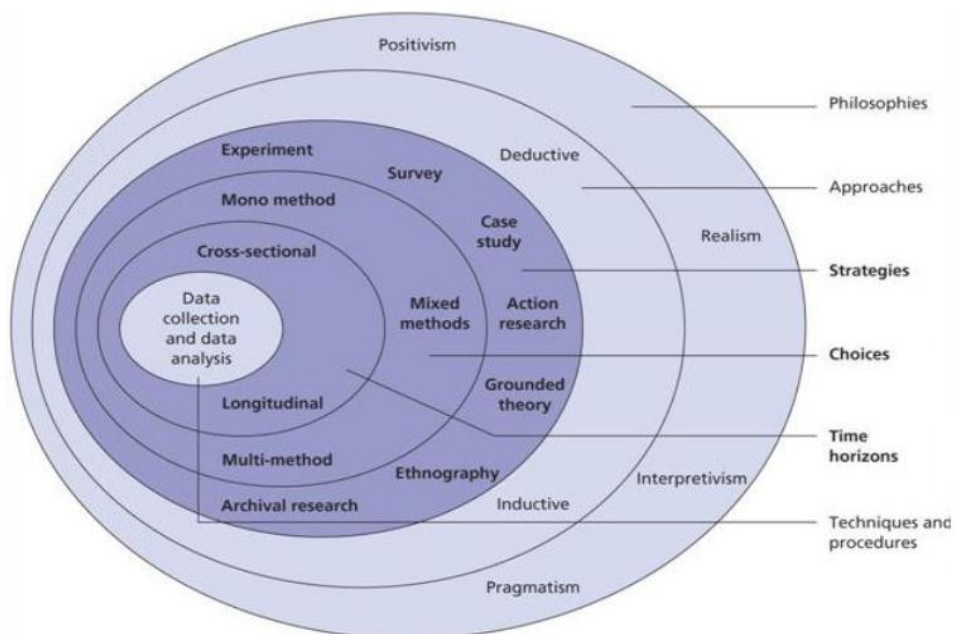 Positivism
Philosophies
Experiment
Survey
Deductive
Approaches
Mono method
Case
study
Realism
Cross-sectional
Strategies
Data
collection
and data
analysis
Mixed
methods
Action
research
Choices
Grounded
theory
Longitudinal
Time
horizons
Multi-method
Ethnography
Interpretivism
Archival research
Inductive
Techniques and
procedures
Pragmatism